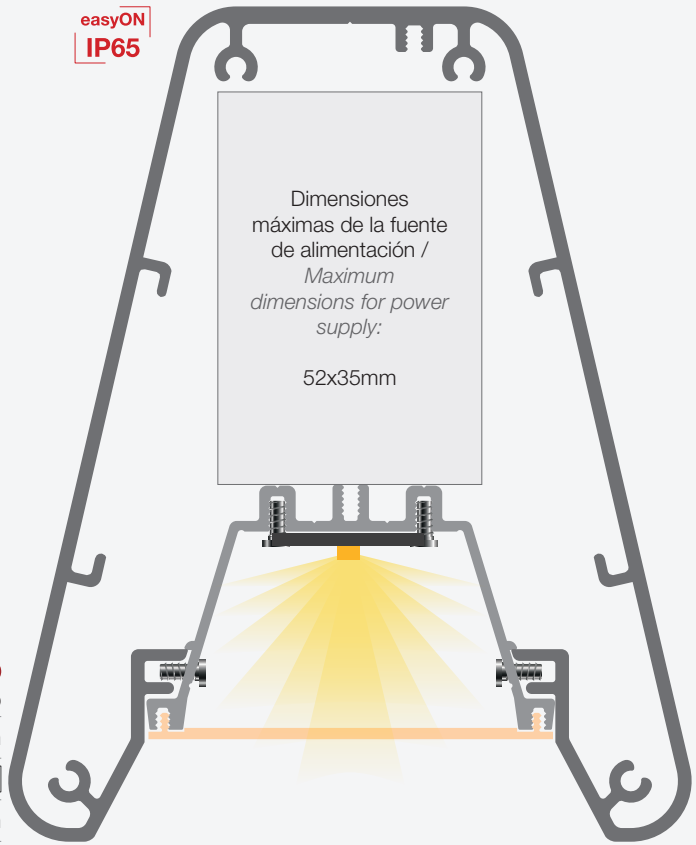 easyON
IP65
Dimensiones
máximas de la fuente
de alimentación /
Maximum
dimensions for power
supply:
52x35mm